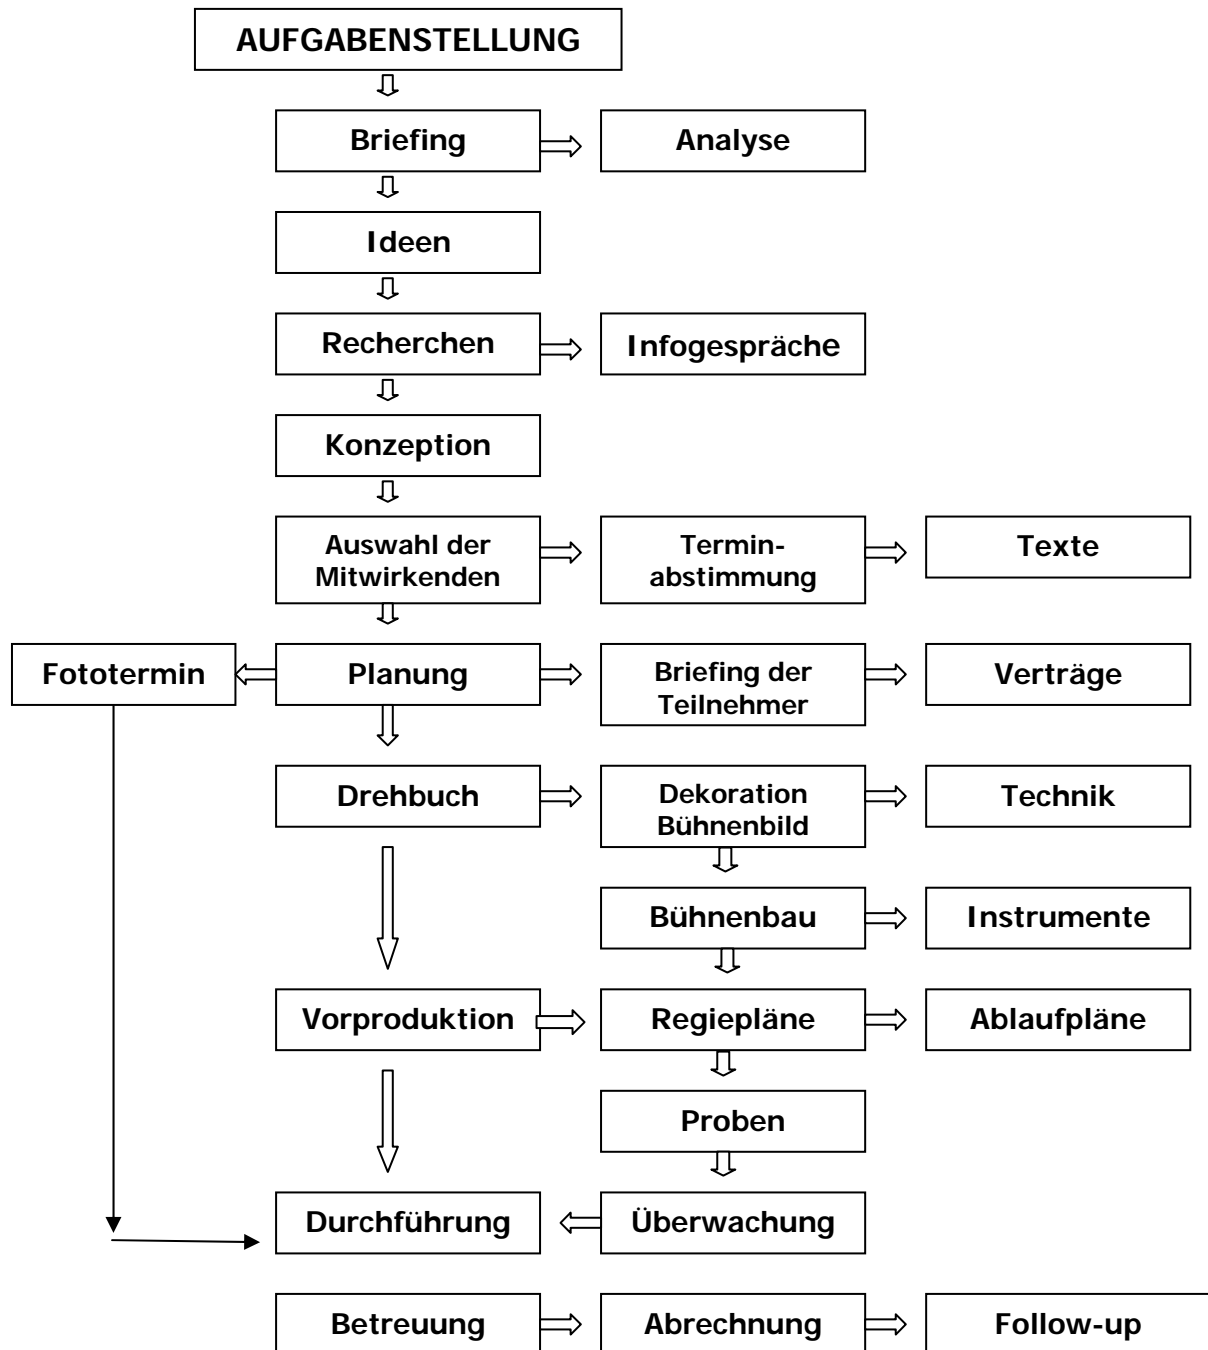 AUFGABENSTELLUNG
Briefing
Analyse
Ideen
Recherchen
Infogespräche
Konzeption
Auswahl der
Mitwirkenden
Termin-
abstimmung
Texte
Fototermin
Planung
Briefing der
Teilnehmer
Verträge
Drehbuch
Dekoration
Bühnenbild
Technik
Bühnenbau
Instrumente
Vorproduktion
Regiepläne
Ablaufpläne
Proben
Durchführung
Überwachung
Betreuung
Abrechnung
Follow-up